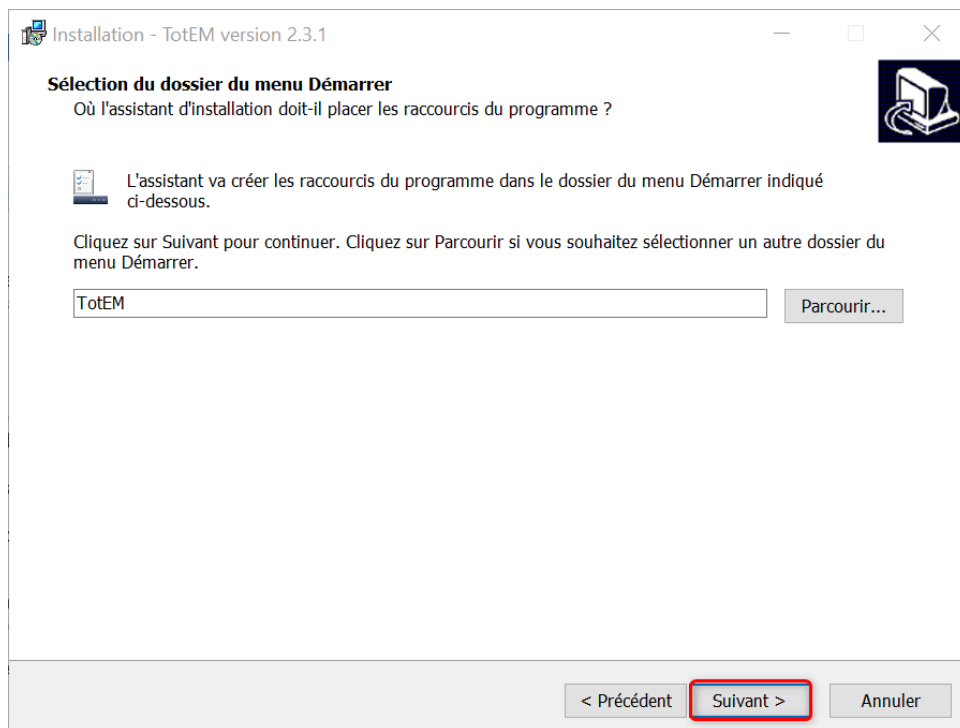 Installation - TotEM version 2.3.1
Sélection du dossier du menu Démarrer
Où l'assistant d'installation doit-il placer les raccourcis du programme ?
L'assistant va créer les raccourcis du programme dans le dossier du menu Démarrer indiqué
ci-dessous.
Cliquez sur Suivant pour continuer. Cliquez sur Parcourir si vous souhaitez sélectionner un autre dossier du
menu Démarrer.
TotEM
Parcourir...
< Précédent
Suivant >
Annuler